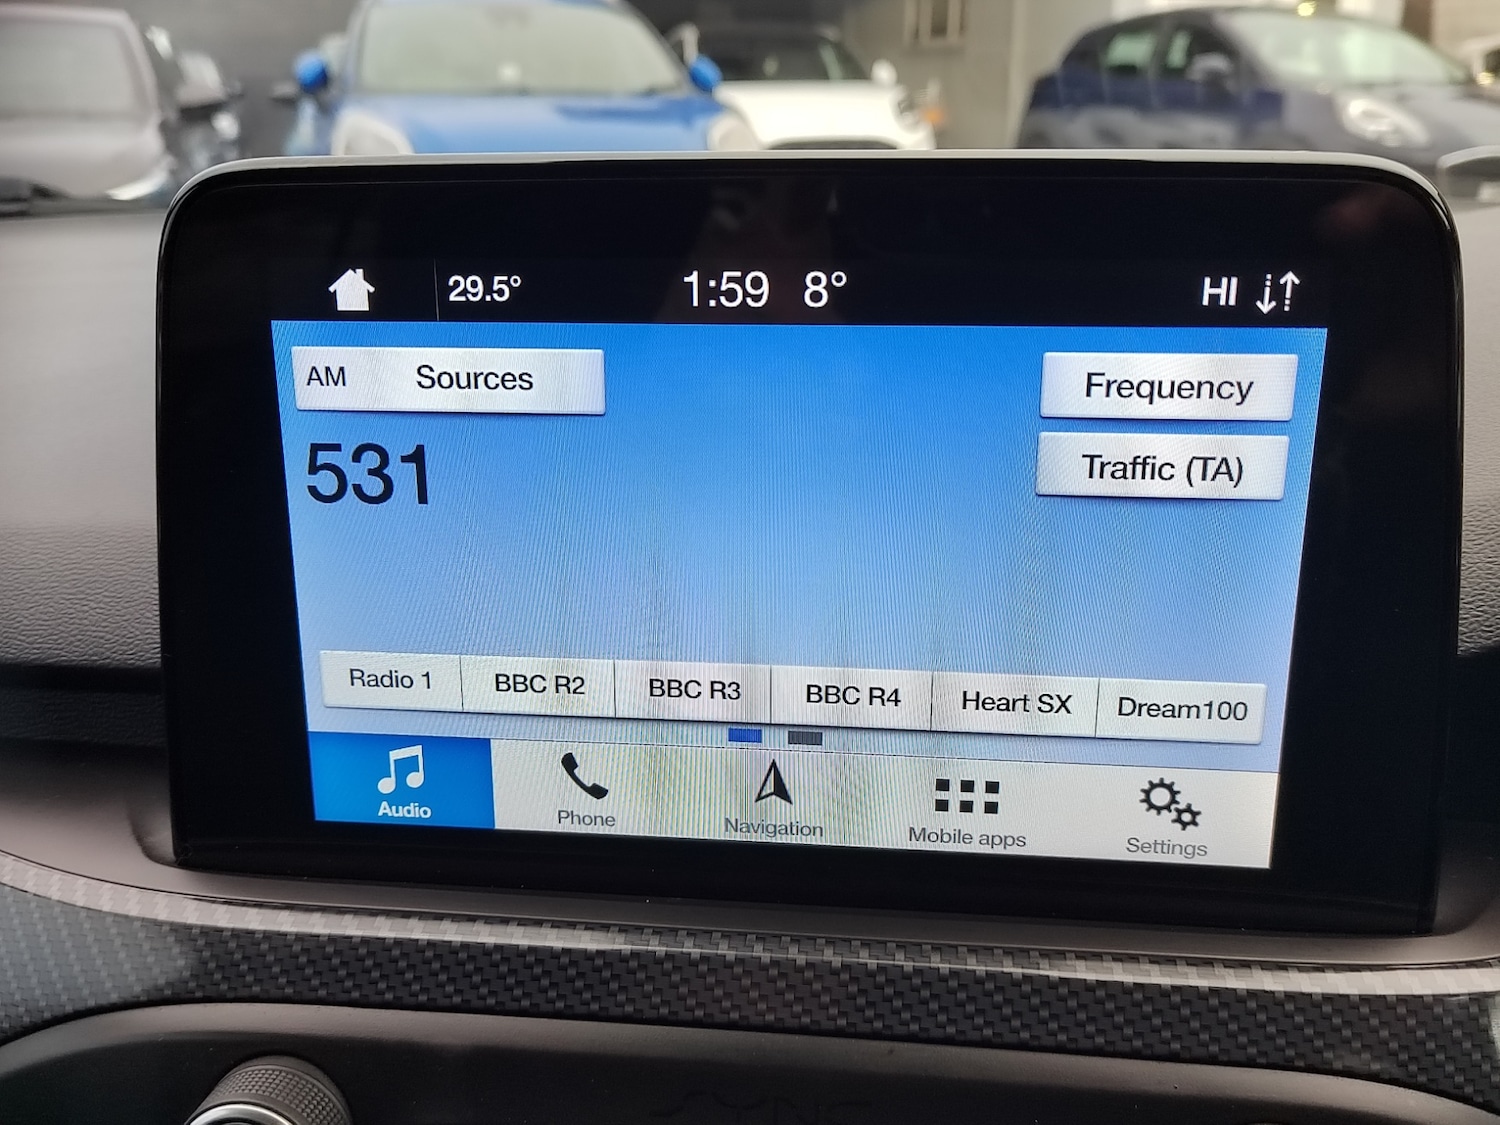 29.5° 1:59 8° HI
AM Sources
Frequency
531
Traffic (TA)
Radio 1 BBC R2 BBC R3 BBC R4 Heart SX Dream100
Audio Phone Navigation Mobile apps Settings
SYNC